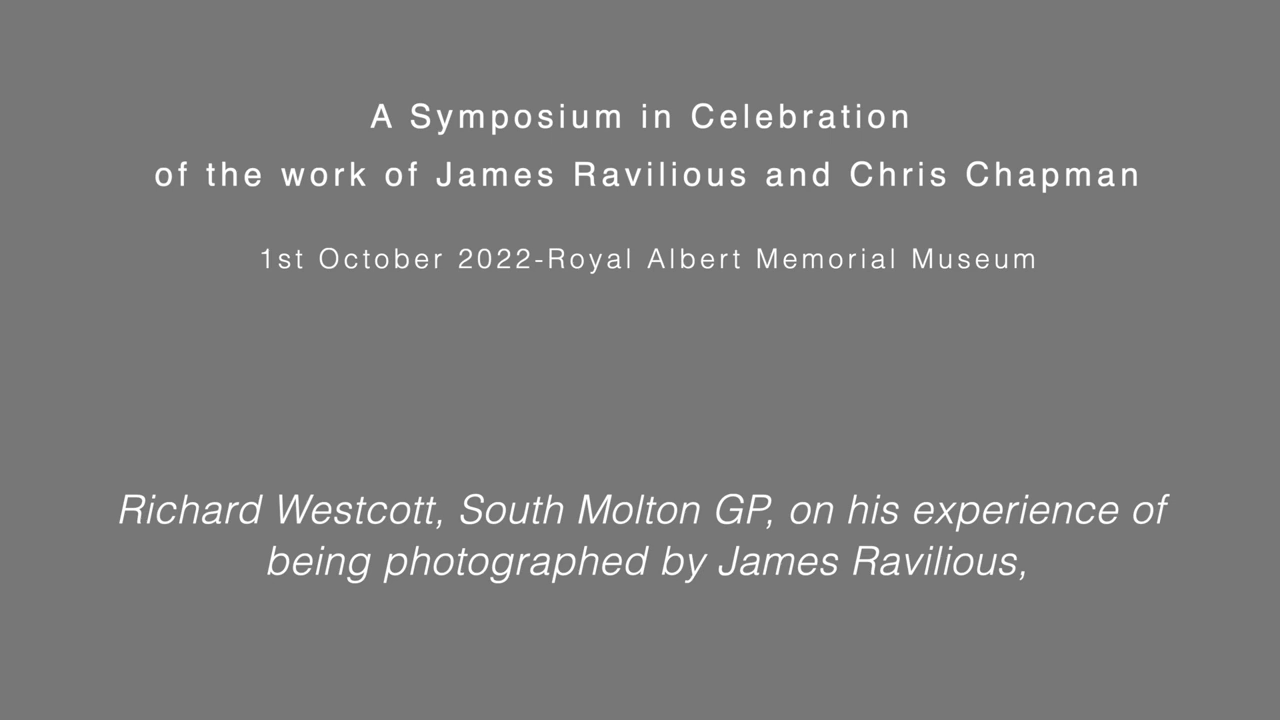 A Symposium in Celebration
of the work of James Ravilious and Chris Chapman
1st October 2022-Royal Albert Memorial Museum
Richard Westcott, South Molton GP, on his experience of
being photographed by James Ravilious,